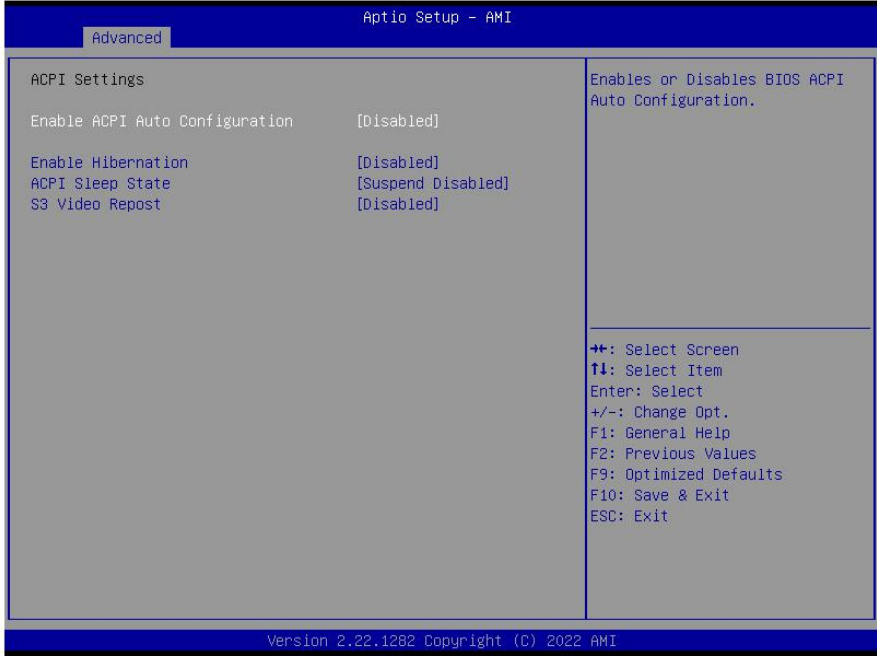 Aptio Setup – AMI
Advanced
ACPI Settings
Enable ACPI Auto Configuration [Disabled]
Enable Hibernation [Disabled]
ACPI Sleep State [Suspend Disabled]
S3 Video Repost [Disabled]
Enables or Disables BIOS ACPI
Auto Configuration.
→←: Select Screen
↑↓: Select Item
Enter: Select
+/-: Change Opt.
F1: General Help
F2: Previous Values
F9: Optimized Defaults
F10: Save & Exit
ESC: Exit
Version 2.22.1282 Copyright (C) 2022 AMI